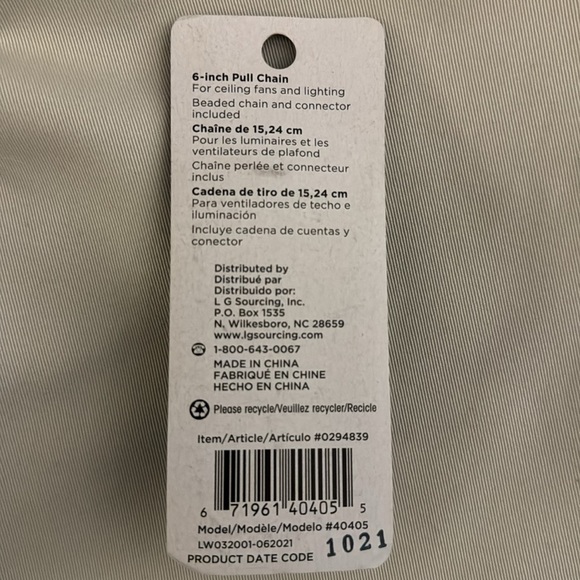 6-inch Pull Chain
For ceiling fans and lighting
Beaded chain and connector
included
Chaîne de 15,24 cm
Pour les luminaires et les
ventilateurs de plafond
Chaîne perlée et connecteur
inclus
Cadena de tiro de 15,24 cm
Para ventiladores de techo e
iluminación
Incluye cadena de cuentas y
conector
Distributed by
Distribué par
Distribuido por:
L G Sourcing, Inc.
P.O. Box 1535
N. Wilkesboro, NC 28659
www.lgsourcing.com
1-800-643-0067
MADE IN CHINA
FABRIQUÉ EN CHINE
HECHO EN CHINA
Please recycle/Veuillez recycler/Recicle
Item/Article/Artículo #0294839
6 71961 40405 5
Model/Modèle/Modelo #40405
LW032001-062021
PRODUCT DATE CODE 1021